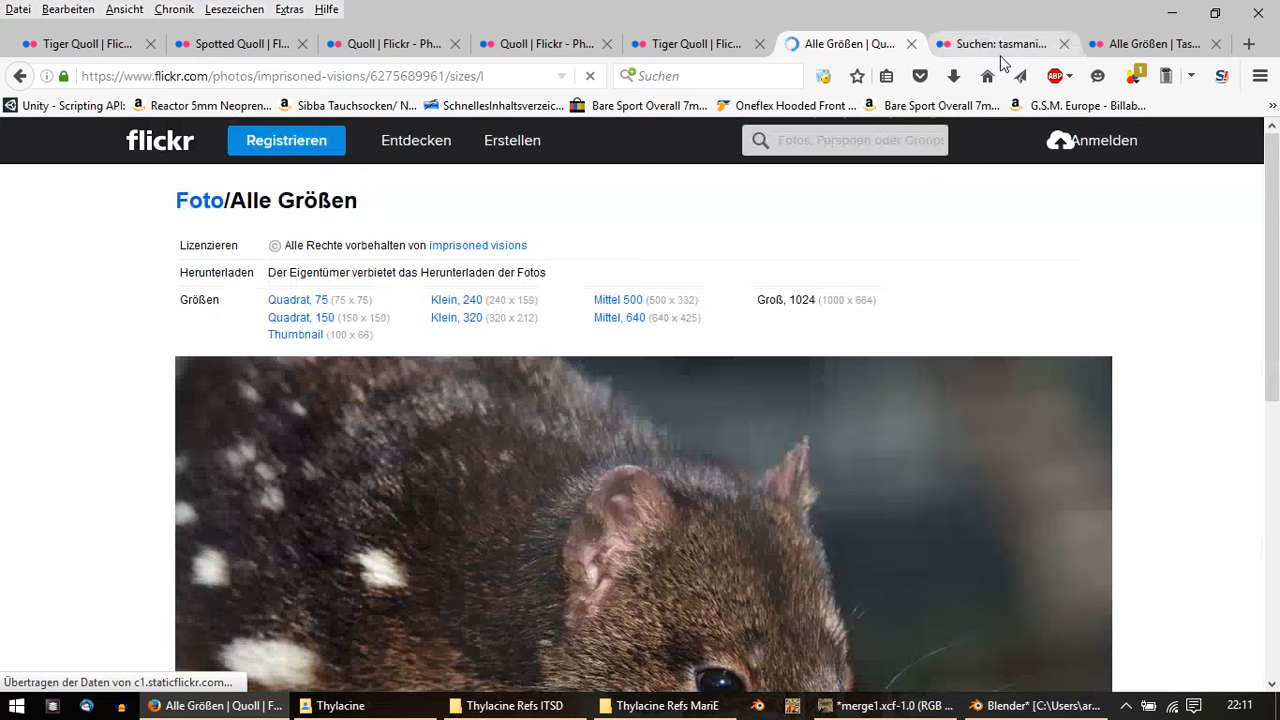 Datei Bearbeiten Ansicht Chronik Lesezeichen Extras Hilfe
Tiger Quoll | Flic... Spotted Quoll | Fl... Quoll | Flickr - Ph... Quoll | Flickr - Ph... Tiger Quoll | Flic... Alle Größen | Qu... Suchen: tasmani... Alle Größen | Tas...
https://www.flickr.com/photos/imprisoned-visions/6275689961/sizes/l Suchen ABP 1
Unity - Scripting API: Reactor 5mm Neopren... Sibba Tauchsocken/ N... SchnellesInhaltsverzeic... Bare Sport Overall 7m... Oneflex Hooded Front ... Bare Sport Overall 7m... G.S.M. Europe - Billab...
flickr Registrieren Entdecken Erstellen Fotos, Personen oder Groups Anmelden
Foto/Alle Größen
Lizenzieren © Alle Rechte vorbehalten von imprisoned visions
Herunterladen Der Eigentümer verbietet das Herunterladen der Fotos
Größen Quadrat, 75 (75 x 75) Klein, 240 (240 x 159) Mittel 500 (500 x 332) Groß, 1024 (1000 x 664)
Quadrat, 150 (150 x 150) Klein, 320 (320 x 212) Mittel, 640 (640 x 425)
Thumbnail (100 x 66)
Übertragen der Daten von c1.staticflickr.com...
Alle Größen | Quoll | F... Thylacine Thylacine Refs ITSD Thylacine Refs MariE *merge1.xcf-1.0 (RGB ... Blender* [C:\Users\ar... 22:11